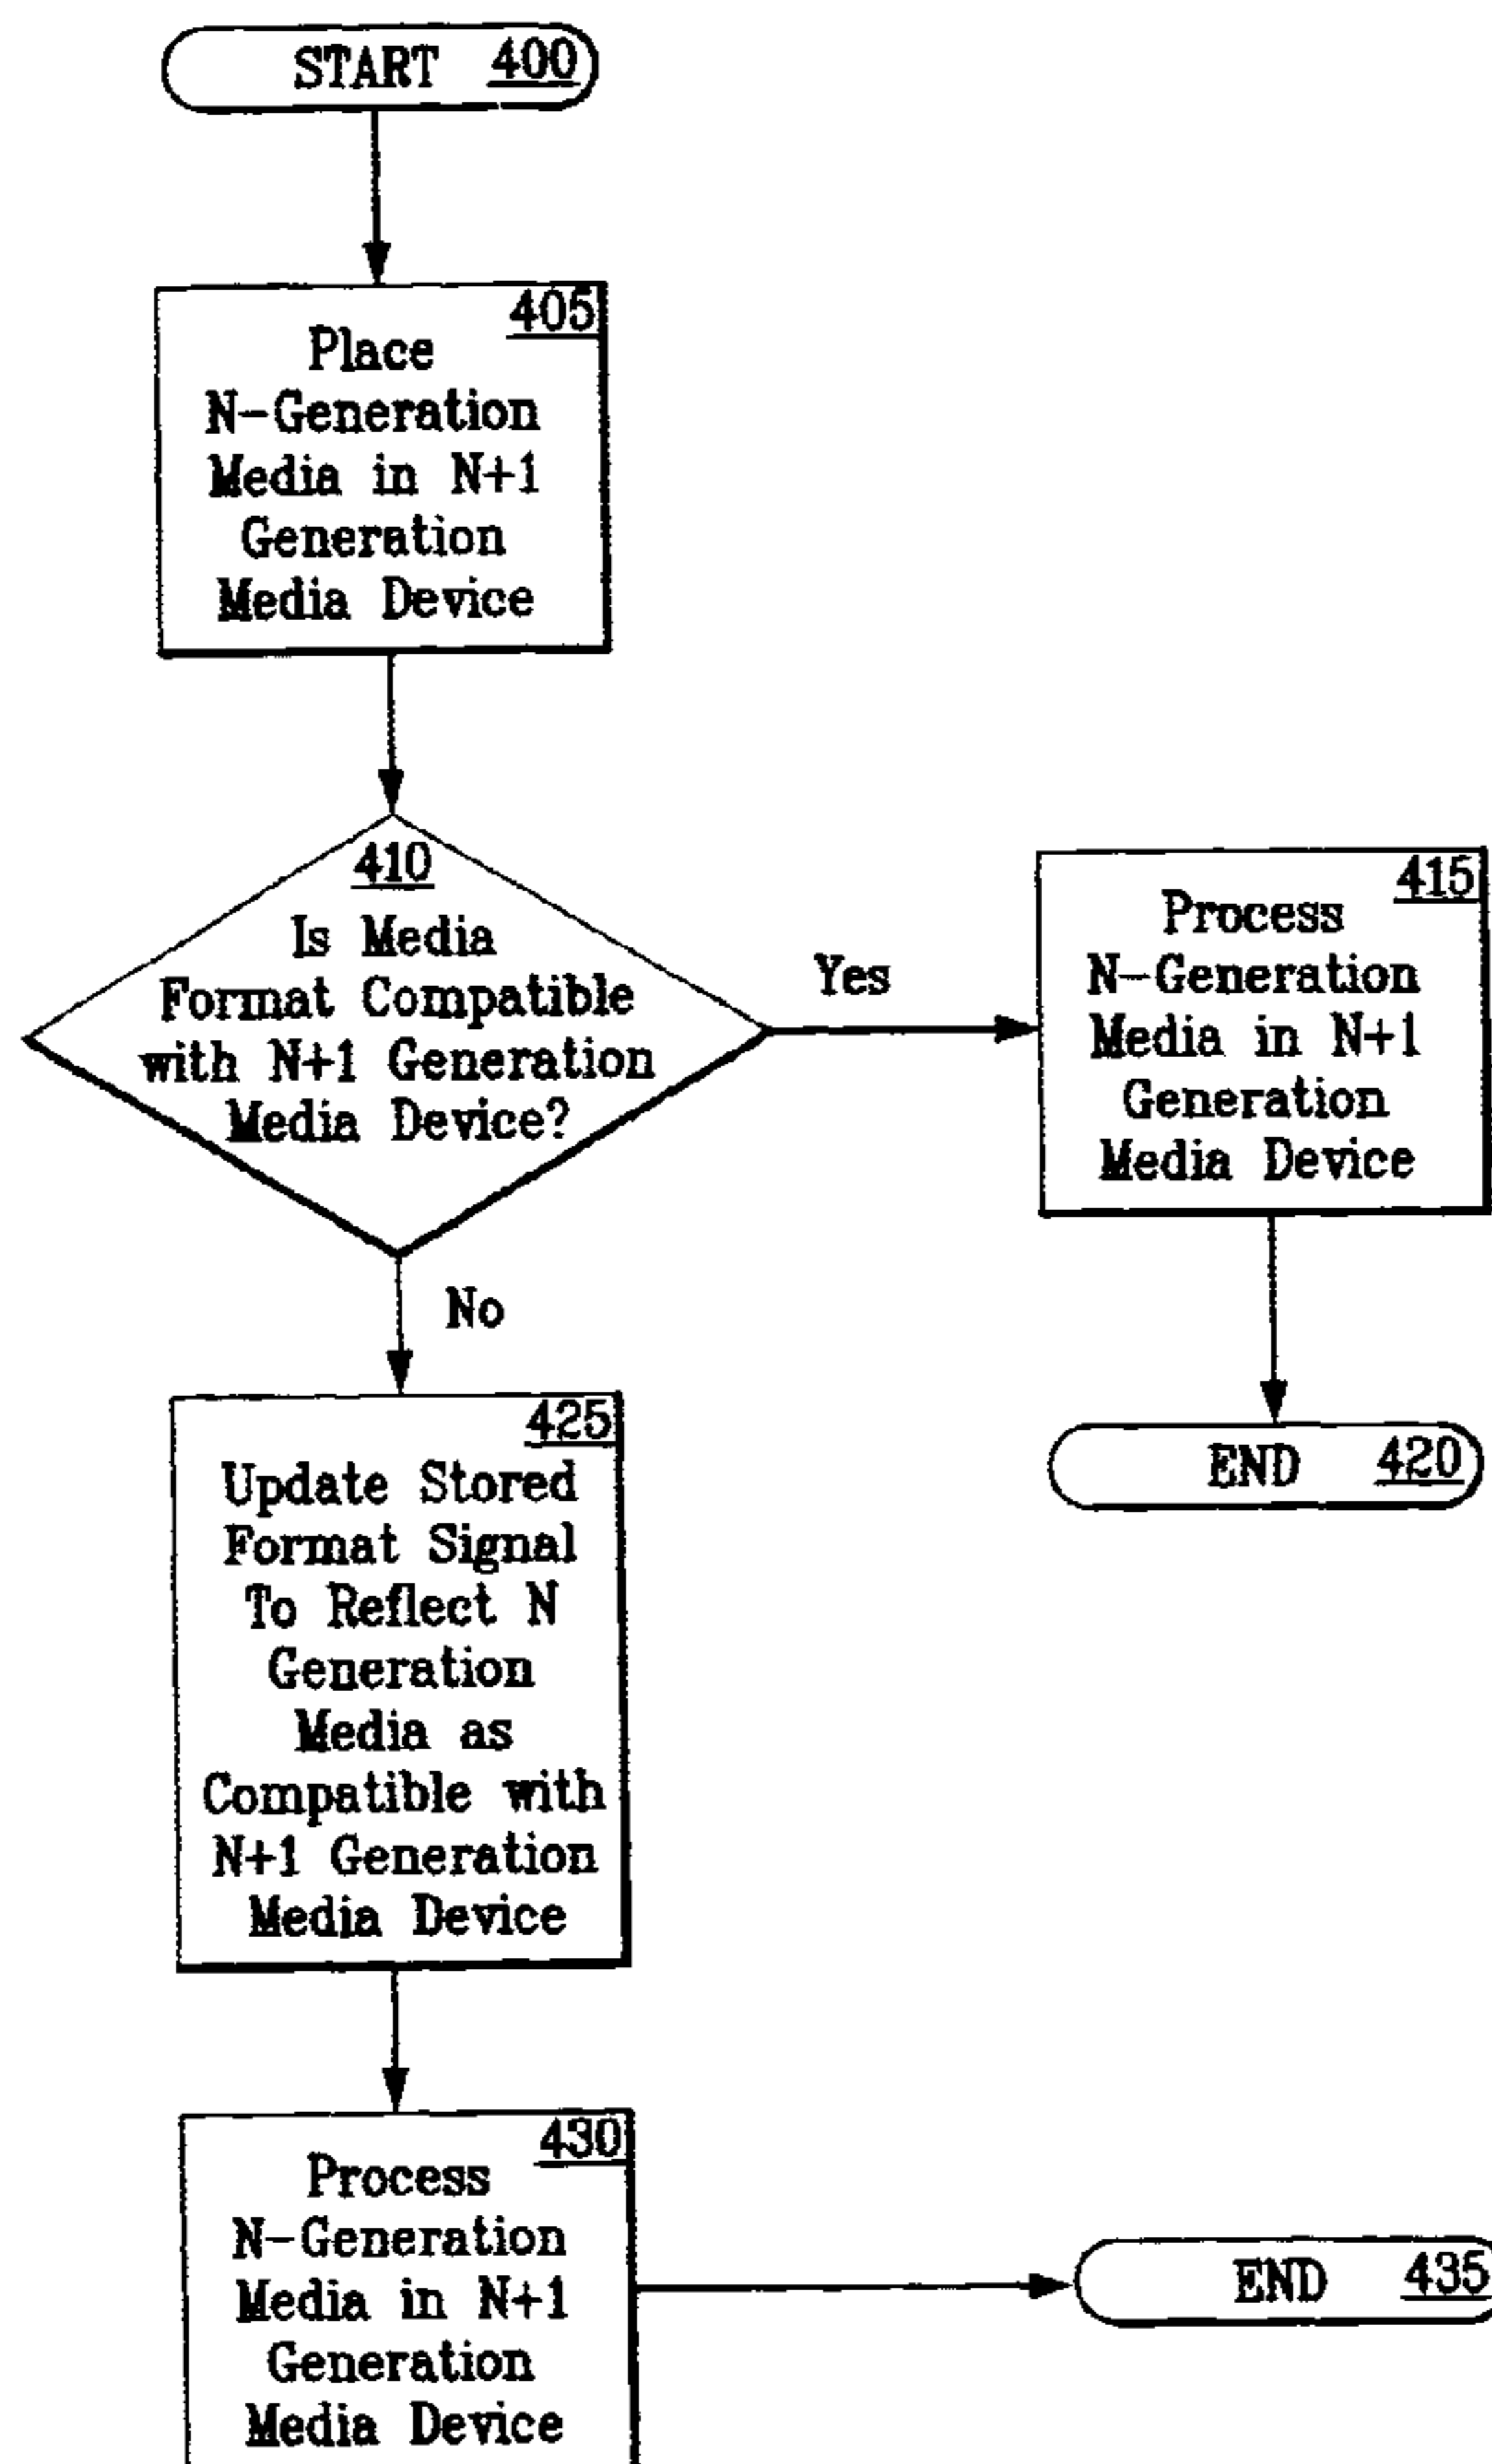 START 400
405
Place
N-Generation
Media in N+1
Generation
Media Device
410
Is Media
Format Compatible
with N+1 Generation
Media Device?
Yes
415
Process
N-Generation
Media in N+1
Generation
Media Device
END 420
No
425
Update Stored
Format Signal
To Reflect N
Generation
Media as
Compatible with
N+1 Generation
Media Device
430
Process
N-Generation
Media in N+1
Generation
Media Device
END 435